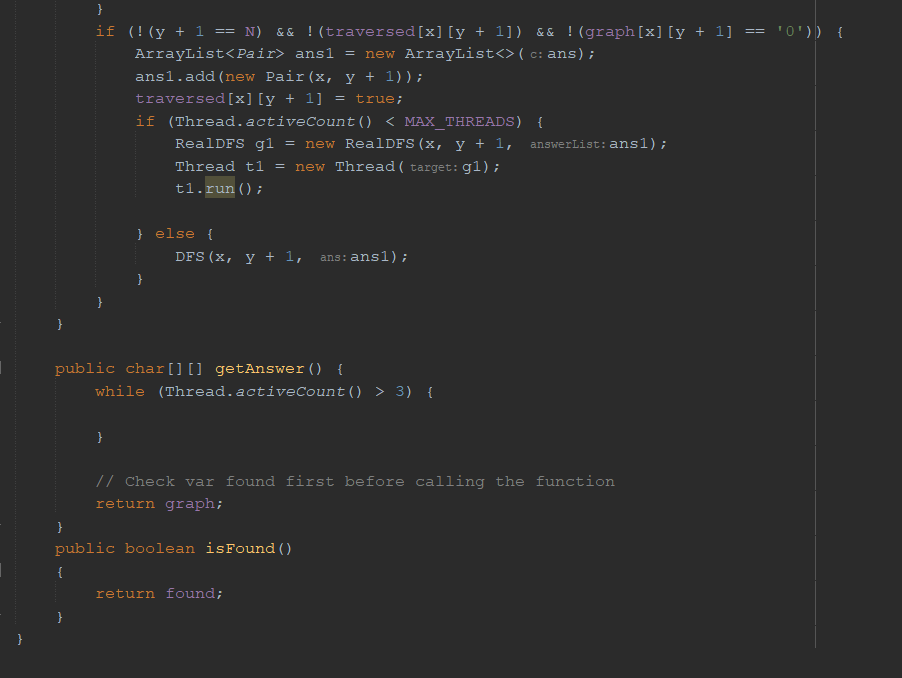 }
if (!(y + 1 == N) && !(traversed[x][y + 1]) && !(graph[x][y + 1] == '0')) {
ArrayList<Pair> ans1 = new ArrayList<>( c: ans);
ans1.add(new Pair(x, y + 1));
traversed[x][y + 1] = true;
if (Thread.activeCount() < MAX_THREADS) {
RealDFS g1 = new RealDFS(x, y + 1, answerList: ans1);
Thread t1 = new Thread( target: g1);
t1.run();
} else {
DFS(x, y + 1, ans: ans1);
}
}
}
public char[][] getAnswer() {
while (Thread.activeCount() > 3) {
}
// Check var found first before calling the function
return graph;
}
public boolean isFound()
{
return found;
}
}